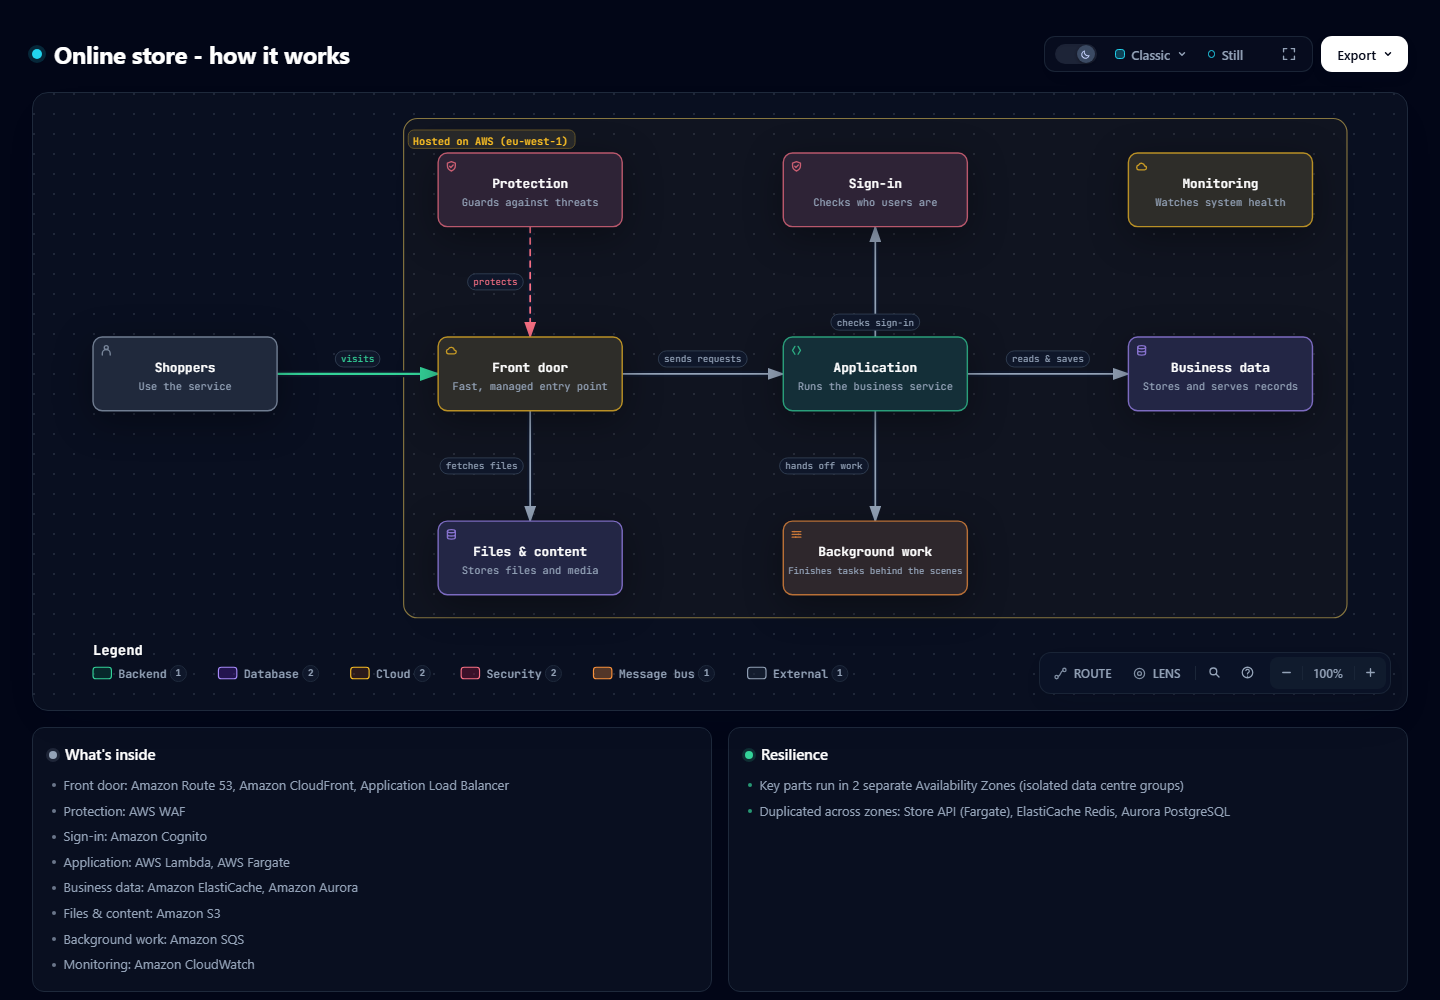 Online store - how it works
Classic
Still
Export
Hosted on AWS (eu-west-1)
Protection
Guards against threats
Sign-in
Checks who users are
Monitoring
Watches system health
protects
checks sign-in
Shoppers
Use the service
visits
Front door
Fast, managed entry point
sends requests
Application
Runs the business service
reads & saves
Business data
Stores and serves records
fetches files
hands off work
Files & content
Stores files and media
Background work
Finishes tasks behind the scenes
Legend
Backend 1
Database 2
Cloud 2
Security 2
Message bus 1
External 1
ROUTE
LENS
100%
What's inside
Front door: Amazon Route 53, Amazon CloudFront, Application Load Balancer
Protection: AWS WAF
Sign-in: Amazon Cognito
Application: AWS Lambda, AWS Fargate
Business data: Amazon ElastiCache, Amazon Aurora
Files & content: Amazon S3
Background work: Amazon SQS
Monitoring: Amazon CloudWatch
Resilience
Key parts run in 2 separate Availability Zones (isolated data centre groups)
Duplicated across zones: Store API (Fargate), ElastiCache Redis, Aurora PostgreSQL